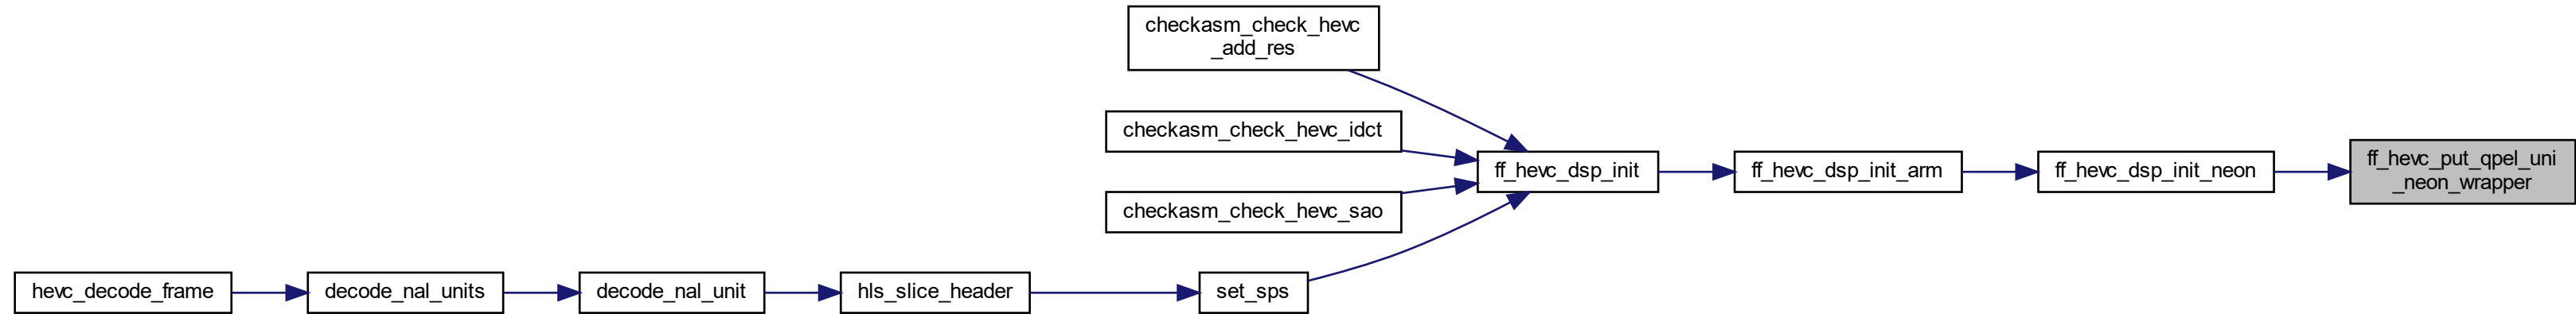 checkasm_check_hevc
_add_res
checkasm_check_hevc_idct
ff_hevc_dsp_init
ff_hevc_dsp_init_arm
ff_hevc_dsp_init_neon
ff_hevc_put_qpel_uni
_neon_wrapper
checkasm_check_hevc_sao
hevc_decode_frame
decode_nal_units
decode_nal_unit
hls_slice_header
set_sps